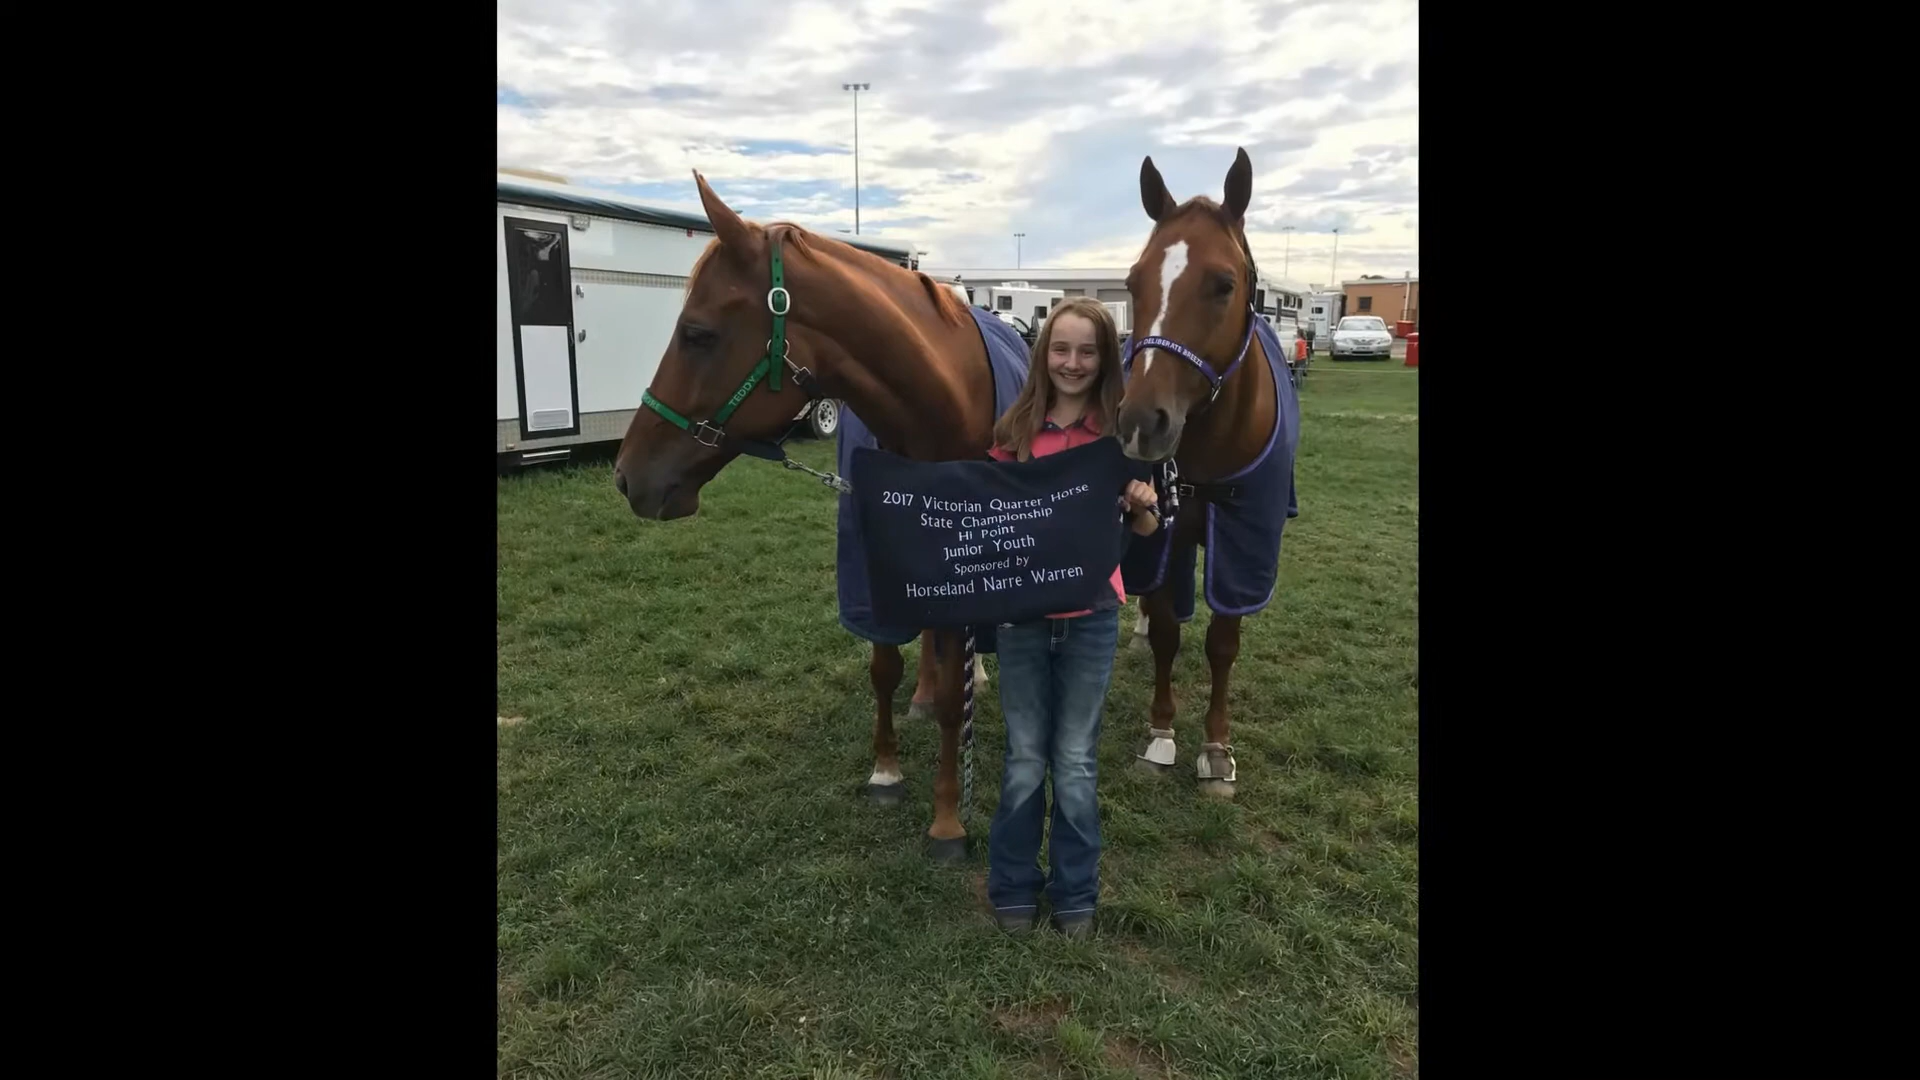 TEDDY
DELIBERATE BREEZE
2017 Victorian Quarter Horse
State Championship
Hi Point
Junior Youth
Sponsored by
Horseland Narre Warren